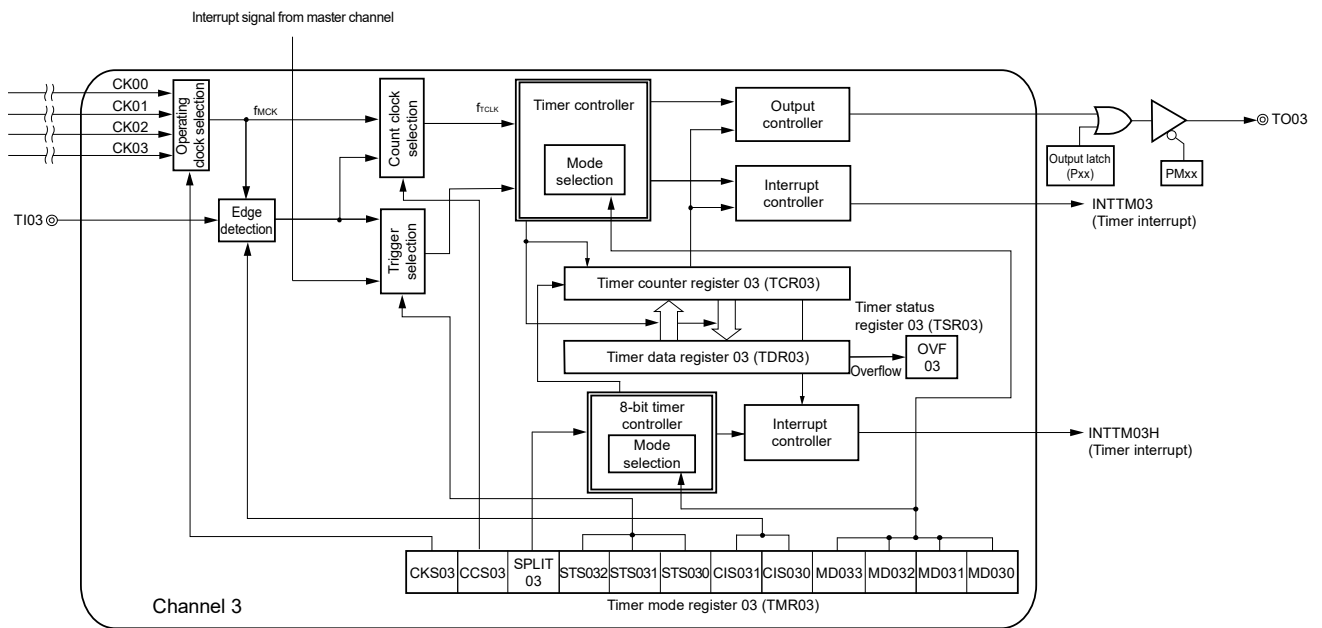 Interrupt signal from master channel
CK00
CK01
CK02
CK03
Operating
clock selection
fMCK
Count clock
selection
fTCLK
Timer controller
Mode
selection
Output
controller
TO03
Output latch
(Pxx)
PMxx
TI03
Edge
detection
Trigger
selection
Interrupt
controller
INTTM03
(Timer interrupt)
Timer counter register 03 (TCR03)
Timer status
register 03 (TSR03)
Timer data register 03 (TDR03)
Overflow
OVF
03
8-bit timer
controller
Mode
selection
Interrupt
controller
INTTM03H
(Timer interrupt)
CKS03
CCS03
SPLIT
03
STS032
STS031
STS030
CIS031
CIS030
MD033
MD032
MD031
MD030
Channel 3
Timer mode register 03 (TMR03)